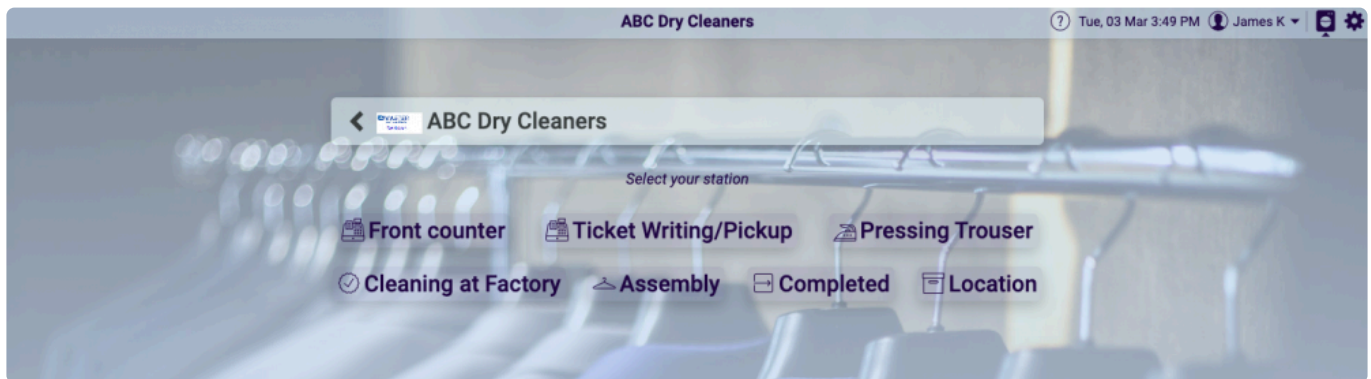 ABC Dry Cleaners
? Tue, 03 Mar 3:49 PM James K
ABC Dry Cleaners
Select your station
Front counter Ticket Writing/Pickup Pressing Trouser
Cleaning at Factory Assembly Completed Location